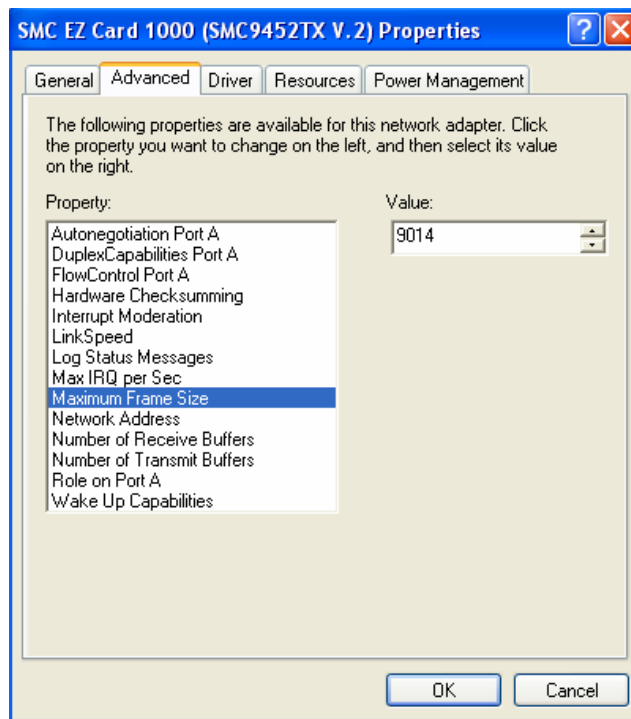 SMC EZ Card 1000 (SMC9452TX V.2) Properties
General Advanced Driver Resources Power Management
The following properties are available for this network adapter. Click
the property you want to change on the left, and then select its value
on the right.
Property:
Value:
Autonegotiation Port A
DuplexCapabilities Port A
FlowControl Port A
Hardware Checksumming
Interrupt Moderation
LinkSpeed
Log Status Messages
Max IRQ per Sec
Maximum Frame Size
Network Address
Number of Receive Buffers
Number of Transmit Buffers
Role on Port A
Wake Up Capabilities
9014
OK
Cancel